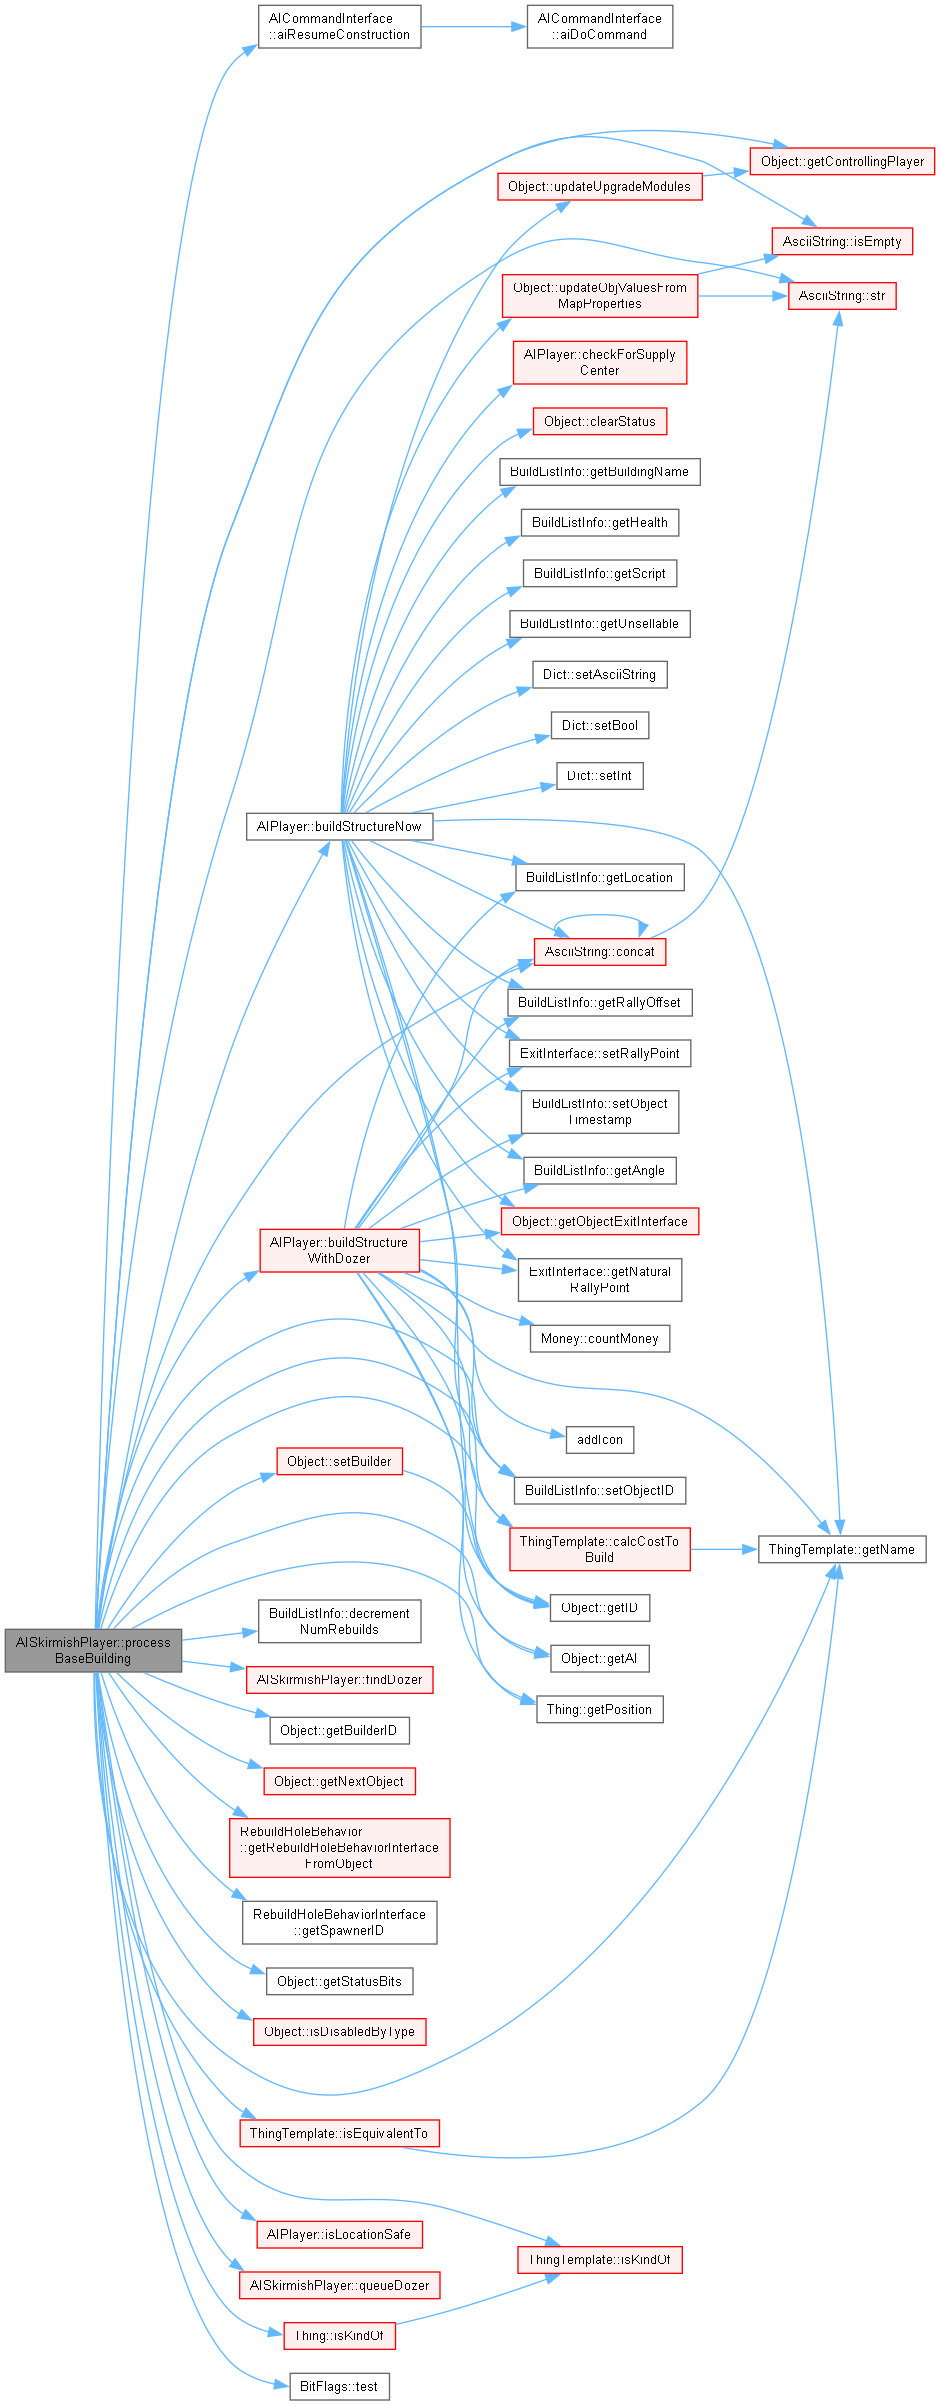 AICommandInterface
::aiResumeConstruction
AICommandInterface
::aiDoCommand
Object::getControllingPlayer
Object::updateUpgradeModules
AsciiString::isEmpty
Object::updateObjValuesFrom
MapProperties
AsciiString::str
AIPlayer::checkForSupply
Center
Object::clearStatus
BuildListInfo::getBuildingName
BuildListInfo::getHealth
BuildListInfo::getScript
BuildListInfo::getUnsellable
Dict::setAsciiString
Dict::setBool
Dict::setInt
AIPlayer::buildStructureNow
BuildListInfo::getLocation
AsciiString::concat
BuildListInfo::getRallyOffset
ExitInterface::setRallyPoint
BuildListInfo::setObject
Timestamp
BuildListInfo::getAngle
Object::getObjectExitInterface
AIPlayer::buildStructure
WithDozer
ExitInterface::getNatural
RallyPoint
Money::countMoney
addIcon
Object::setBuilder
BuildListInfo::setObjectID
ThingTemplate::calcCostTo
Build
ThingTemplate::getName
Object::getID
BuildListInfo::decrement
NumRebuilds
AISkirmishPlayer::process
BaseBuilding
Object::getAI
AISkirmishPlayer::findDozer
Thing::getPosition
Object::getBuilderID
Object::getNextObject
RebuildHoleBehavior
::getRebuildHoleBehaviorInterface
FromObject
RebuildHoleBehaviorInterface
::getSpawnerID
Object::getStatusBits
Object::isDisabledByType
ThingTemplate::isEquivalentTo
AIPlayer::isLocationSafe
ThingTemplate::isKindOf
AISkirmishPlayer::queueDozer
Thing::isKindOf
BitFlags::test